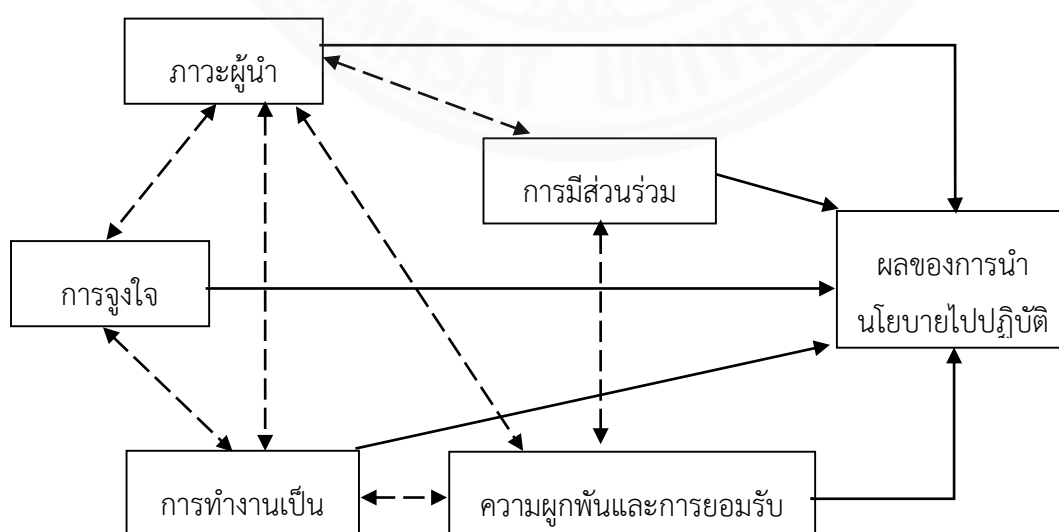 MASAT UNIVER
ภาวะผู้นำ
การมีส่วนร่วม
ผลของการนำ
นโยบายไปปฏิบัติ
การจูงใจ
การทำงานเป็น
ความผูกพันและการยอมรับ